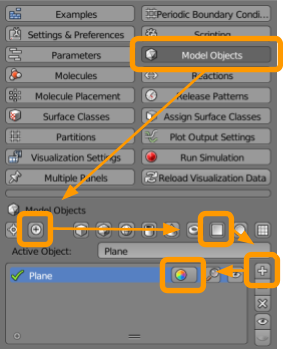 Examples Periodic Boundary Condi...
Settings & Preferences Scripting
Parameters Model Objects
Molecules Reactions
Molecule Placement Release Patterns
Surface Classes Assign Surface Classes
Partitions Plot Output Settings
Visualization Settings Run Simulation
Multiple Panels Reload Visualization Data
Model Objects
Active Object: Plane
Plane